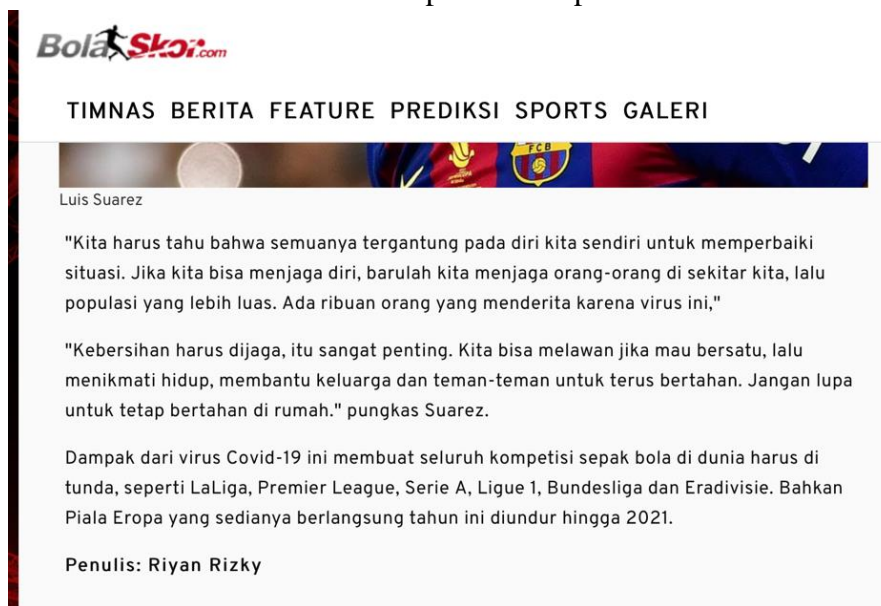 BolaSkor.com
TIMNAS BERITA FEATURE PREDIKSI SPORTS GALERI
FCB
Luis Suarez
"Kita harus tahu bahwa semuanya tergantung pada diri kita sendiri untuk memperbaiki
situasi. Jika kita bisa menjaga diri, barulah kita menjaga orang-orang di sekitar kita, lalu
populasi yang lebih luas. Ada ribuan orang yang menderita karena virus ini,"
"Kebersihan harus dijaga, itu sangat penting. Kita bisa melawan jika mau bersatu, lalu
menikmati hidup, membantu keluarga dan teman-teman untuk terus bertahan. Jangan lupa
untuk tetap bertahan di rumah." pungkas Suarez.
Dampak dari virus Covid-19 ini membuat seluruh kompetisi sepak bola di dunia harus di
tunda, seperti LaLiga, Premier League, Serie A, Ligue 1, Bundesliga dan Eradivisie. Bahkan
Piala Eropa yang sedianya berlangsung tahun ini diundur hingga 2021.
Penulis: Riyan Rizky